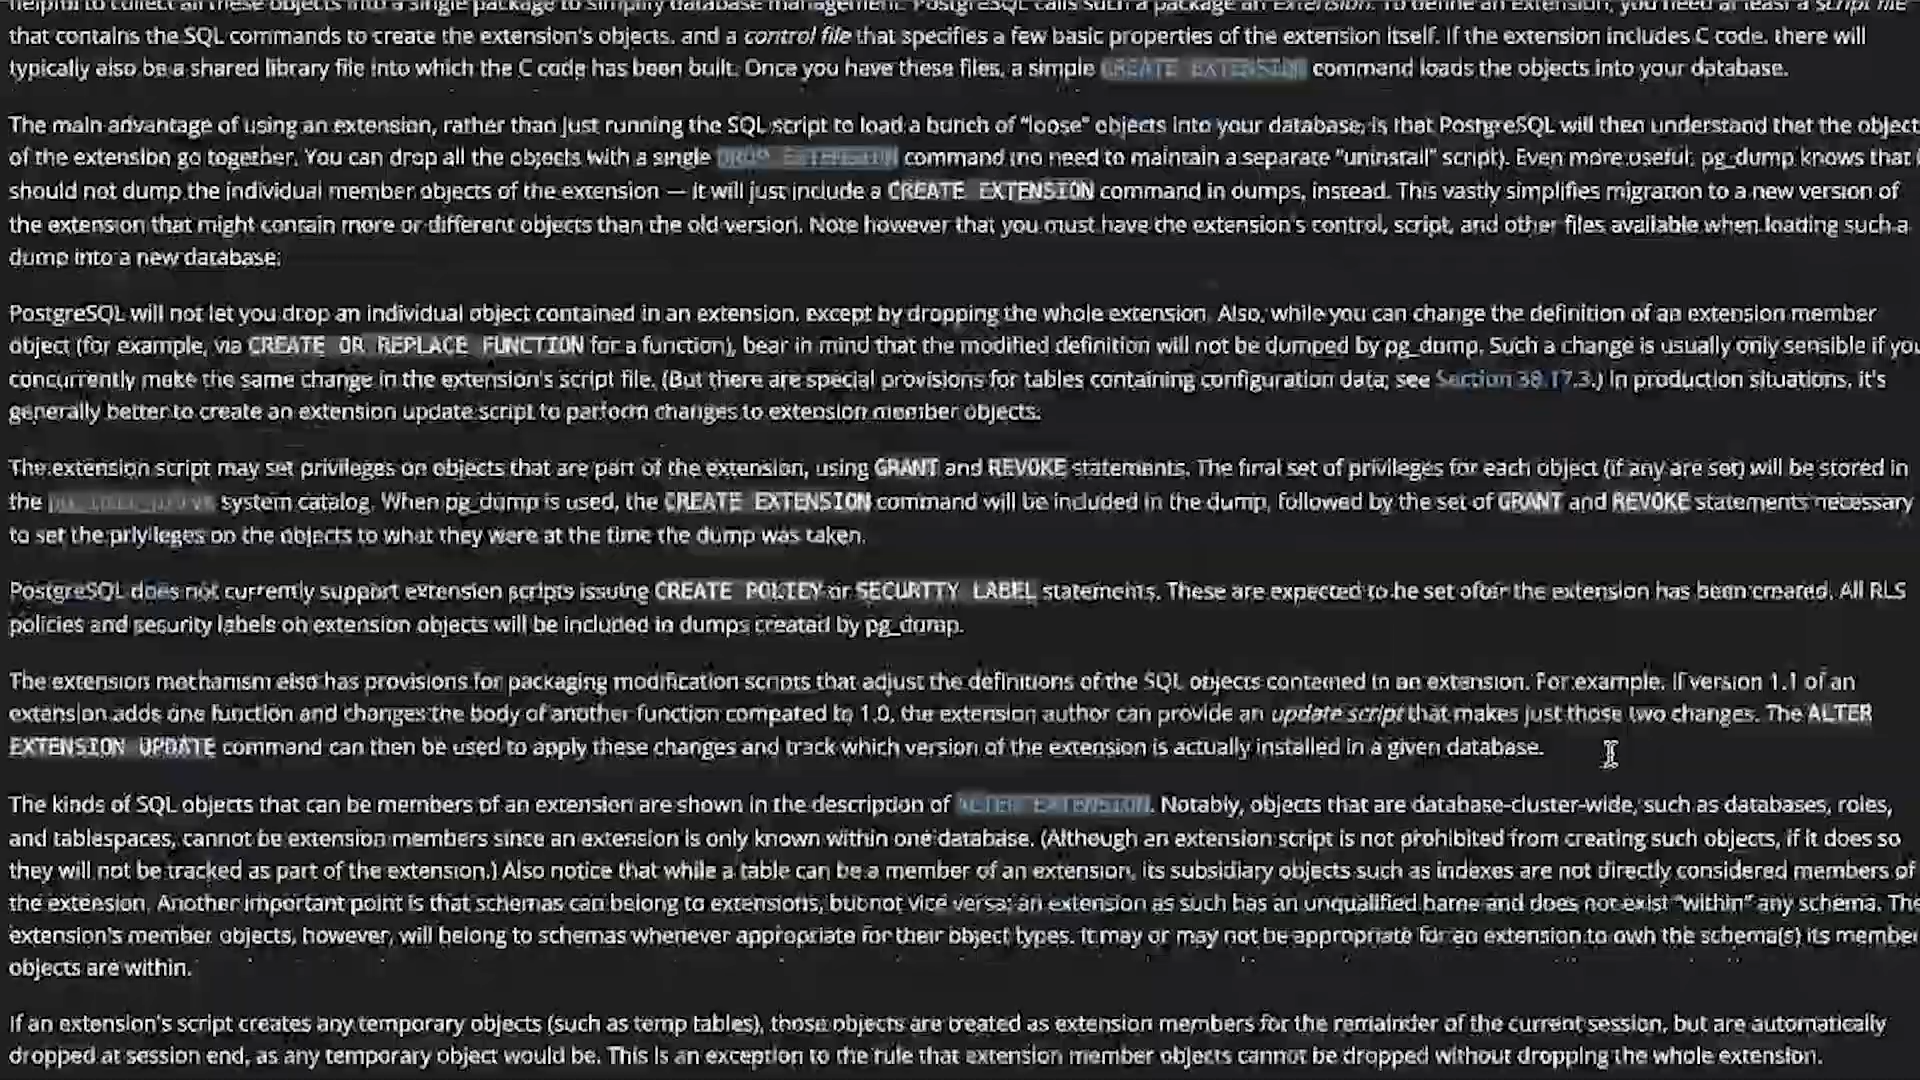 helpful to collect all these objects into a single package to simplify database management. PostgreSQL calls such a package an extension. To define an extension, you need at least a script file
that contains the SQL commands to create the extension's objects, and a control file that specifies a few basic properties of the extension itself. If the extension includes C code, there will
typically also be a shared library file into which the C code has been built. Once you have these files, a simple CREATE EXTENSION command loads the objects into your database.
The main advantage of using an extension, rather than just running the SQL script to load a bunch of "loose" objects into your database, is that PostgreSQL will then understand that the object
of the extension go together. You can drop all the objects with a single DROP EXTENSION command (no need to maintain a separate "uninstall" script). Even more useful, pg_dump knows that
should not dump the individual member objects of the extension — it will just include a CREATE EXTENSION command in dumps, instead. This vastly simplifies migration to a new version of
the extension that might contain more or different objects than the old version. Note however that you must have the extension's control, script, and other files available when loading such a
dump into a new database.
PostgreSQL will not let you drop an individual object contained in an extension, except by dropping the whole extension. Also, while you can change the definition of an extension member
object (for example, via CREATE OR REPLACE FUNCTION for a function), bear in mind that the modified definition will not be dumped by pg_dump. Such a change is usually only sensible if you
concurrently make the same change in the extension's script file. (But there are special provisions for tables containing configuration data; see Section 38.17.3.) In production situations, it's
generally better to create an extension update script to perform changes to extension member objects.
The extension script may set privileges on objects that are part of the extension, using GRANT and REVOKE statements. The final set of privileges for each object (if any are set) will be stored in
the pg_init_privs system catalog. When pg_dump is used, the CREATE EXTENSION command will be included in the dump, followed by the set of GRANT and REVOKE statements necessary
to set the privileges on the objects to what they were at the time the dump was taken.
PostgreSQL does not currently support extension scripts issuing CREATE POLICY or SECURITY LABEL statements. These are expected to be set after the extension has been created. All RLS
policies and security labels on extension objects will be included in dumps created by pg_dump.
The extension mechanism also has provisions for packaging modification scripts that adjust the definitions of the SQL objects contained in an extension. For example, if version 1.1 of an
extension adds one function and changes the body of another function compared to 1.0, the extension author can provide an update script that makes just those two changes. The ALTER
EXTENSION UPDATE command can then be used to apply these changes and track which version of the extension is actually installed in a given database.
The kinds of SQL objects that can be members of an extension are shown in the description of ALTER EXTENSION. Notably, objects that are database-cluster-wide, such as databases, roles,
and tablespaces, cannot be extension members since an extension is only known within one database. (Although an extension script is not prohibited from creating such objects, if it does so
they will not be tracked as part of the extension.) Also notice that while a table can be a member of an extension, its subsidiary objects such as indexes are not directly considered members of
the extension. Another important point is that schemas can belong to extensions, but not vice versa: an extension as such has an unqualified name and does not exist "within" any schema. The
extension's member objects, however, will belong to schemas whenever appropriate for their object types. It may or may not be appropriate for an extension to own the schema(s) its member
objects are within.
If an extension's script creates any temporary objects (such as temp tables), those objects are treated as extension members for the remainder of the current session, but are automatically
dropped at session end, as any temporary object would be. This is an exception to the rule that extension member objects cannot be dropped without dropping the whole extension.